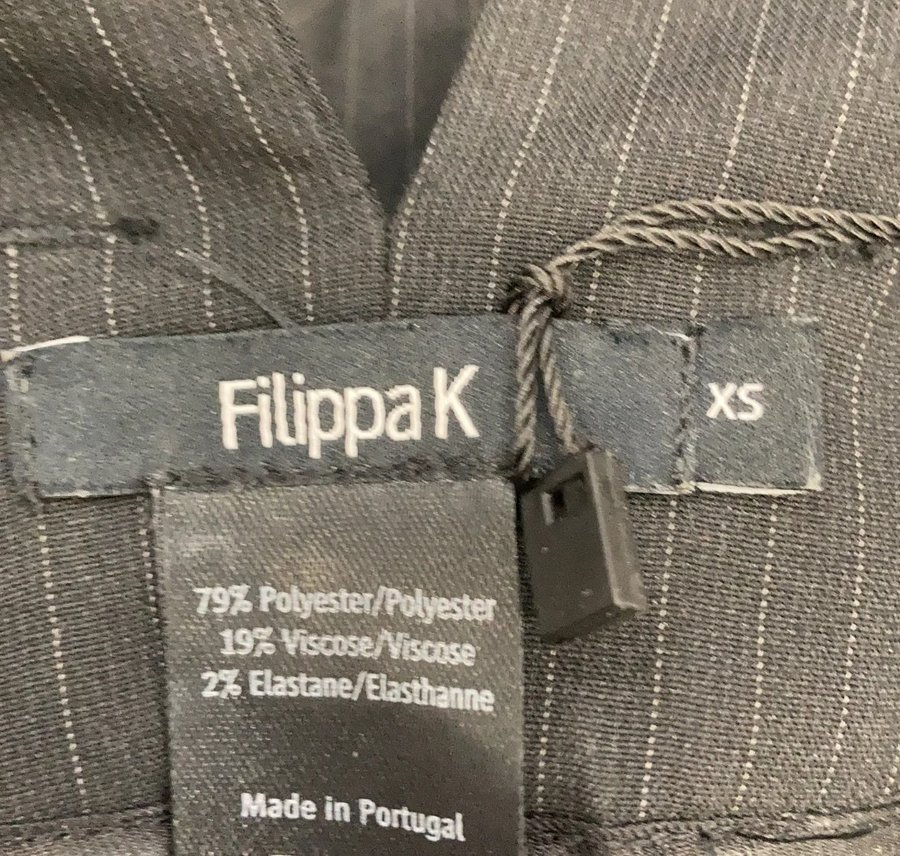 Filippa K
XS
79% Polyester/Polyester
19% Viscose/Viscose
2% Elastane/Elasthanne
Made in Portugal